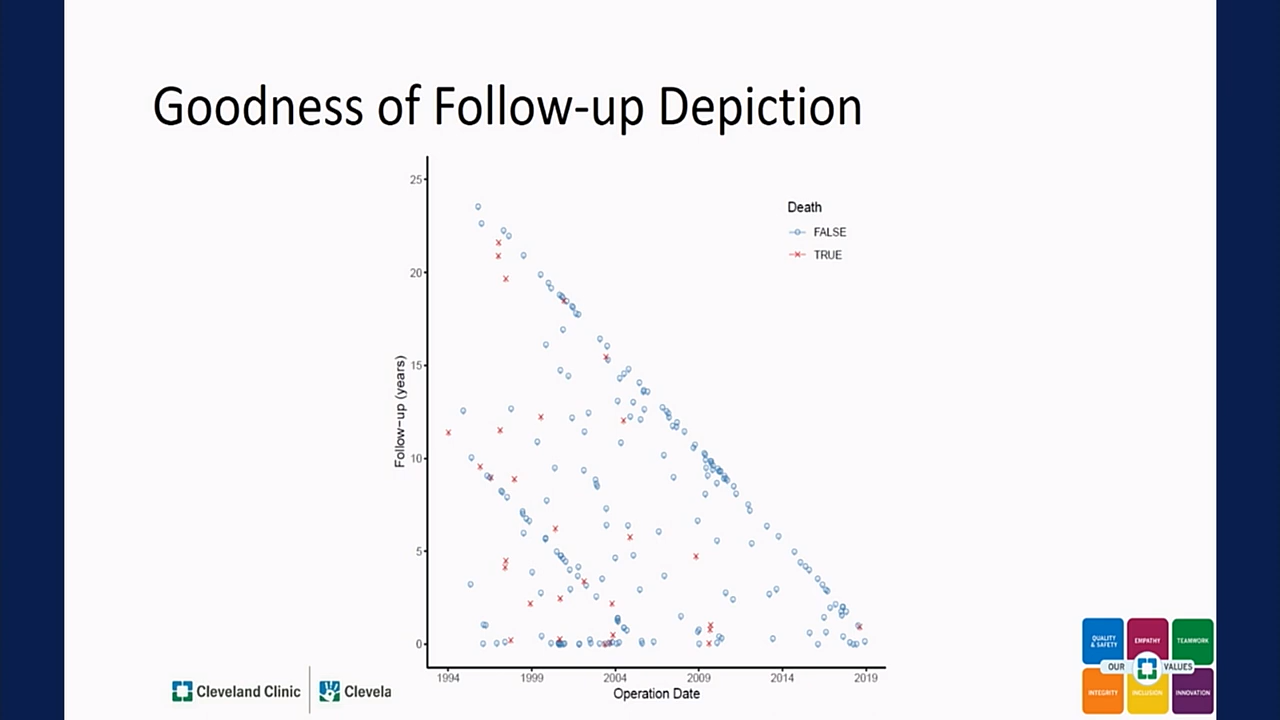 Goodness of Follow-up Depiction
25
20
15
10
5
0
Follow-up (years)
1994
1999
2004
2009
2014
2019
Operation Date
Death
FALSE
TRUE
Cleveland Clinic
Clevela
QUALITY
& SAFETY
EMPATHY
TEAMWORK
OUR
VALUES
INTEGRITY
INCLUSION
INNOVATION